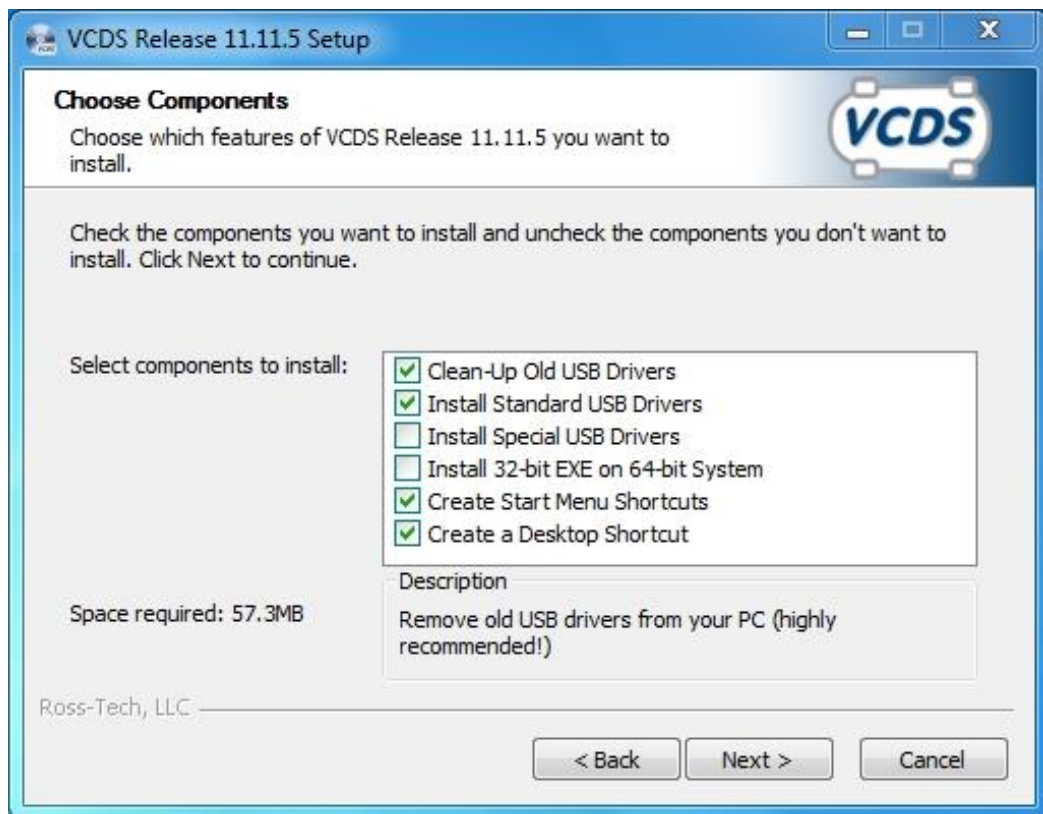 VCDS Release 11.11.5 Setup
Choose Components
Choose which features of VCDS Release 11.11.5 you want to
install.
VCDS
Check the components you want to install and uncheck the components you don't want to
install. Click Next to continue.
Select components to install:
Clean-Up Old USB Drivers
Install Standard USB Drivers
Install Special USB Drivers
Install 32-bit EXE on 64-bit System
Create Start Menu Shortcuts
Create a Desktop Shortcut
Space required: 57.3MB
Description
Remove old USB drivers from your PC (highly
recommended!)
Ross-Tech, LLC
< Back
Next >
Cancel